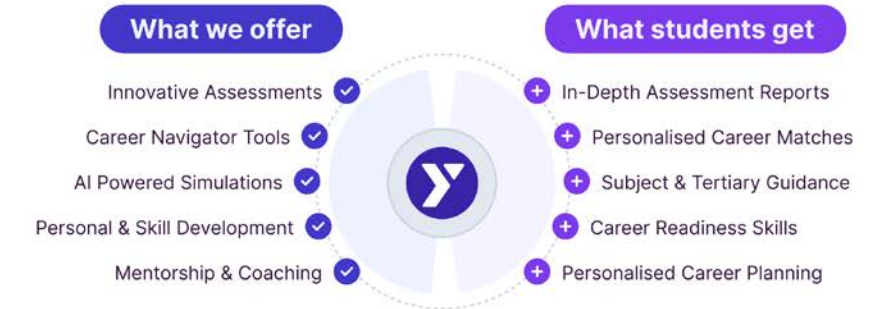 What we offer
Innovative Assessments
Career Navigator Tools
AI Powered Simulations
Personal & Skill Development
Mentorship & Coaching
What students get
In-Depth Assessment Reports
Personalised Career Matches
Subject & Tertiary Guidance
Career Readiness Skills
Personalised Career Planning